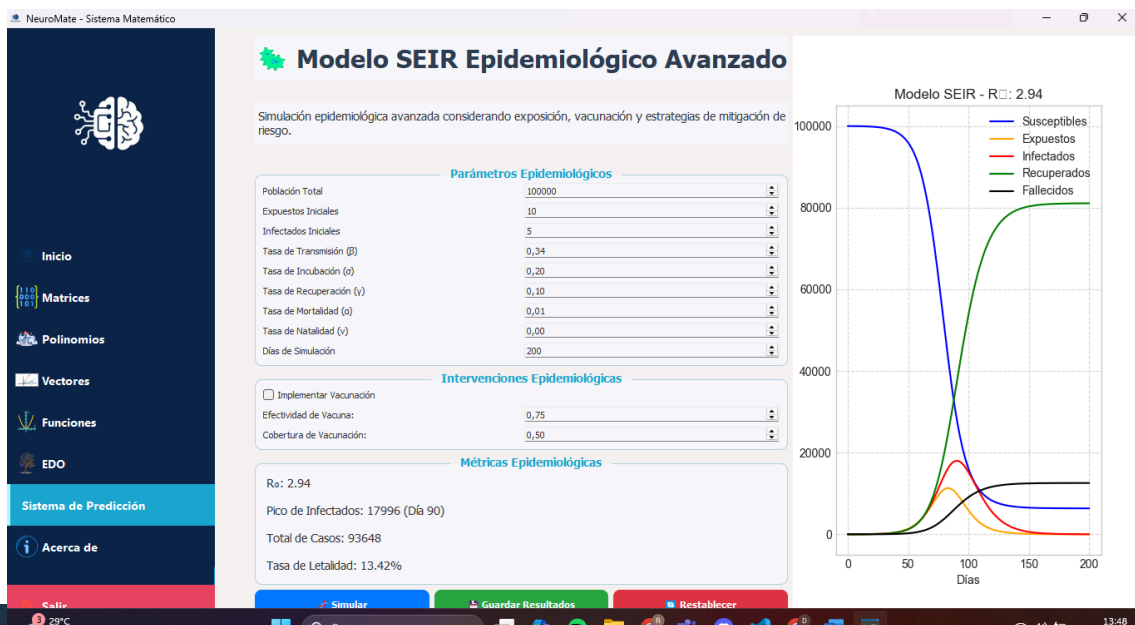 NeuroMate - Sistema Matemático
Inicio
Matrices
Polinomios
Vectores
Funciones
EDO
Sistema de Predicción
Acerca de
Salir
Modelo SEIR Epidemiológico Avanzado
Simulación epidemiológica avanzada considerando exposición, vacunación y estrategias de mitigación de
riesgo.
Parámetros Epidemiológicos
Población Total 100000
Expuestos Iniciales 10
Infectados Iniciales 5
Tasa de Transmisión (β) 0,34
Tasa de Incubación (σ) 0,20
Tasa de Recuperación (γ) 0,10
Tasa de Mortalidad (α) 0,01
Tasa de Natalidad (ν) 0,00
Días de Simulación 200
Intervenciones Epidemiológicas
Implementar Vacunación
Efectividad de Vacuna: 0,75
Cobertura de Vacunación: 0,50
Métricas Epidemiológicas
R₀: 2.94
Pico de Infectados: 17996 (Día 90)
Total de Casos: 93648
Tasa de Letalidad: 13.42%
Simular
Guardar Resultados
Restablecer
Modelo SEIR - R□: 2.94
Susceptibles
Expuestos
Infectados
Recuperados
Fallecidos
100000
80000
60000
40000
20000
0
0 50 100 150 200
Días
3 29°C
13:48